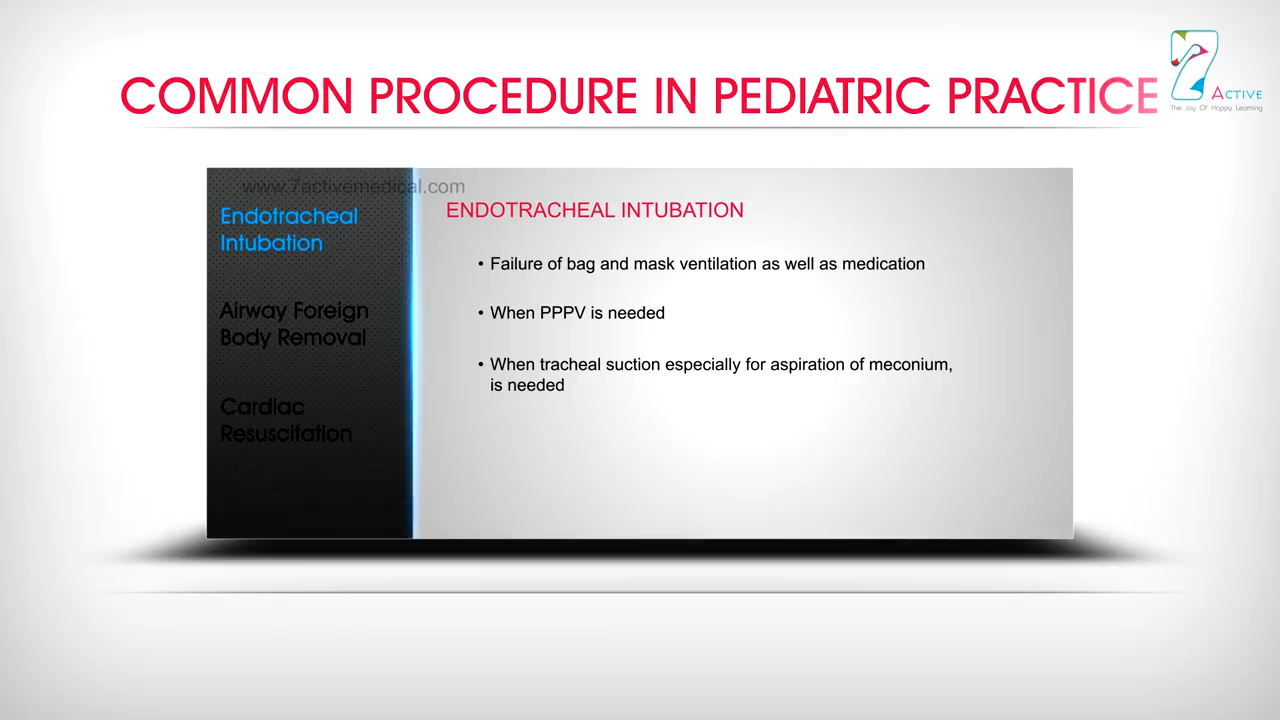 COMMON PROCEDURE IN PEDIATRIC PRACTICE
7
ACTIVE
The Joy Of Happy Learning
www.7activemedical.com
Endotracheal
Intubation
Airway Foreign
Body Removal
Cardiac
Resuscitation
ENDOTRACHEAL INTUBATION
• Failure of bag and mask ventilation as well as medication
• When PPPV is needed
• When tracheal suction especially for aspiration of meconium,
is needed